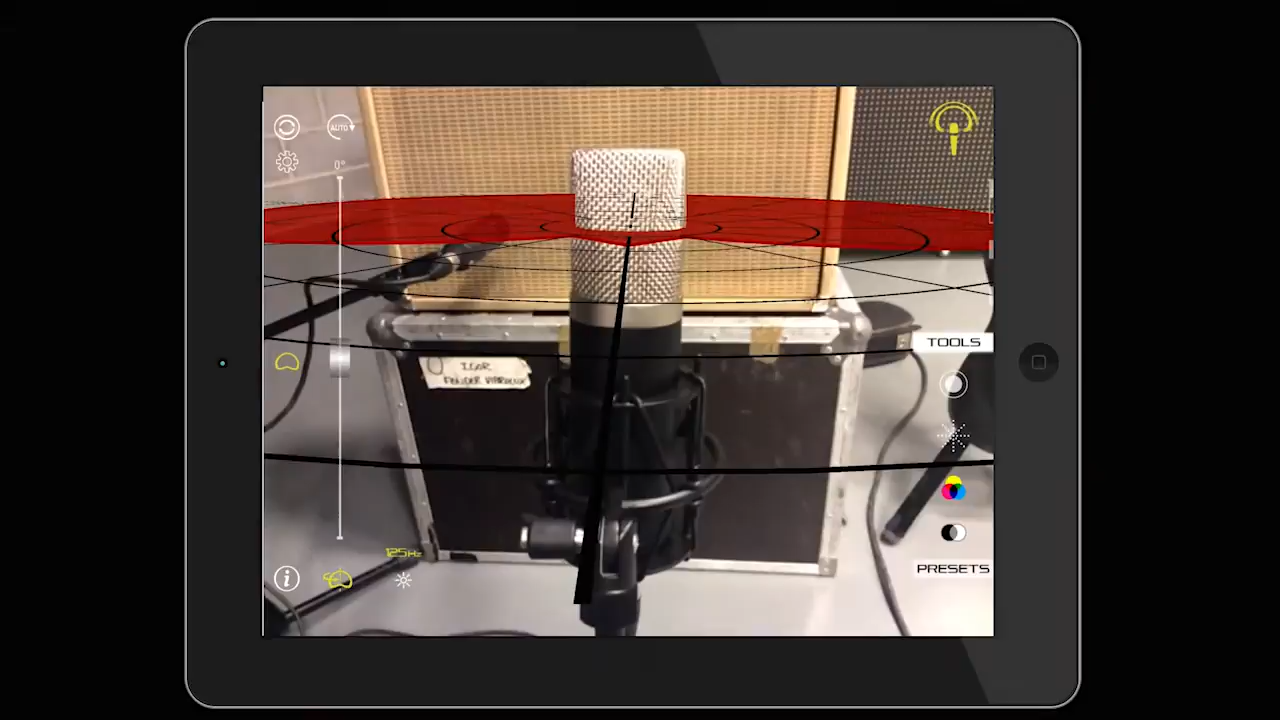 AUTO
0°
TOOLS
IGOR
FENDER VIBROLUX
125Hz
i
PRESETS